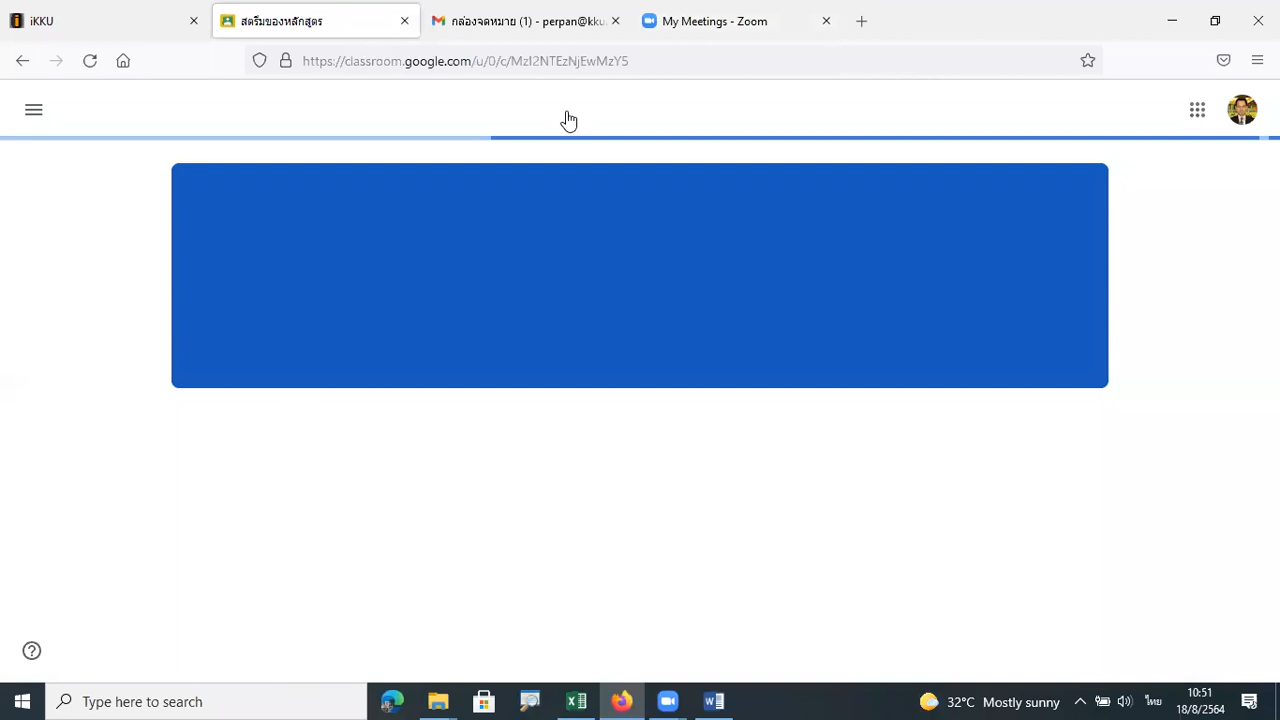 iKKU
สตรีมของหลักสูตร
กล่องจดหมาย (1) - perpan@kku.
My Meetings - Zoom
https://classroom.google.com/u/0/c/MzI2NTEzNjEwMzY5
Type here to search
32°C Mostly sunny
ไทย
10:51
18/8/2564